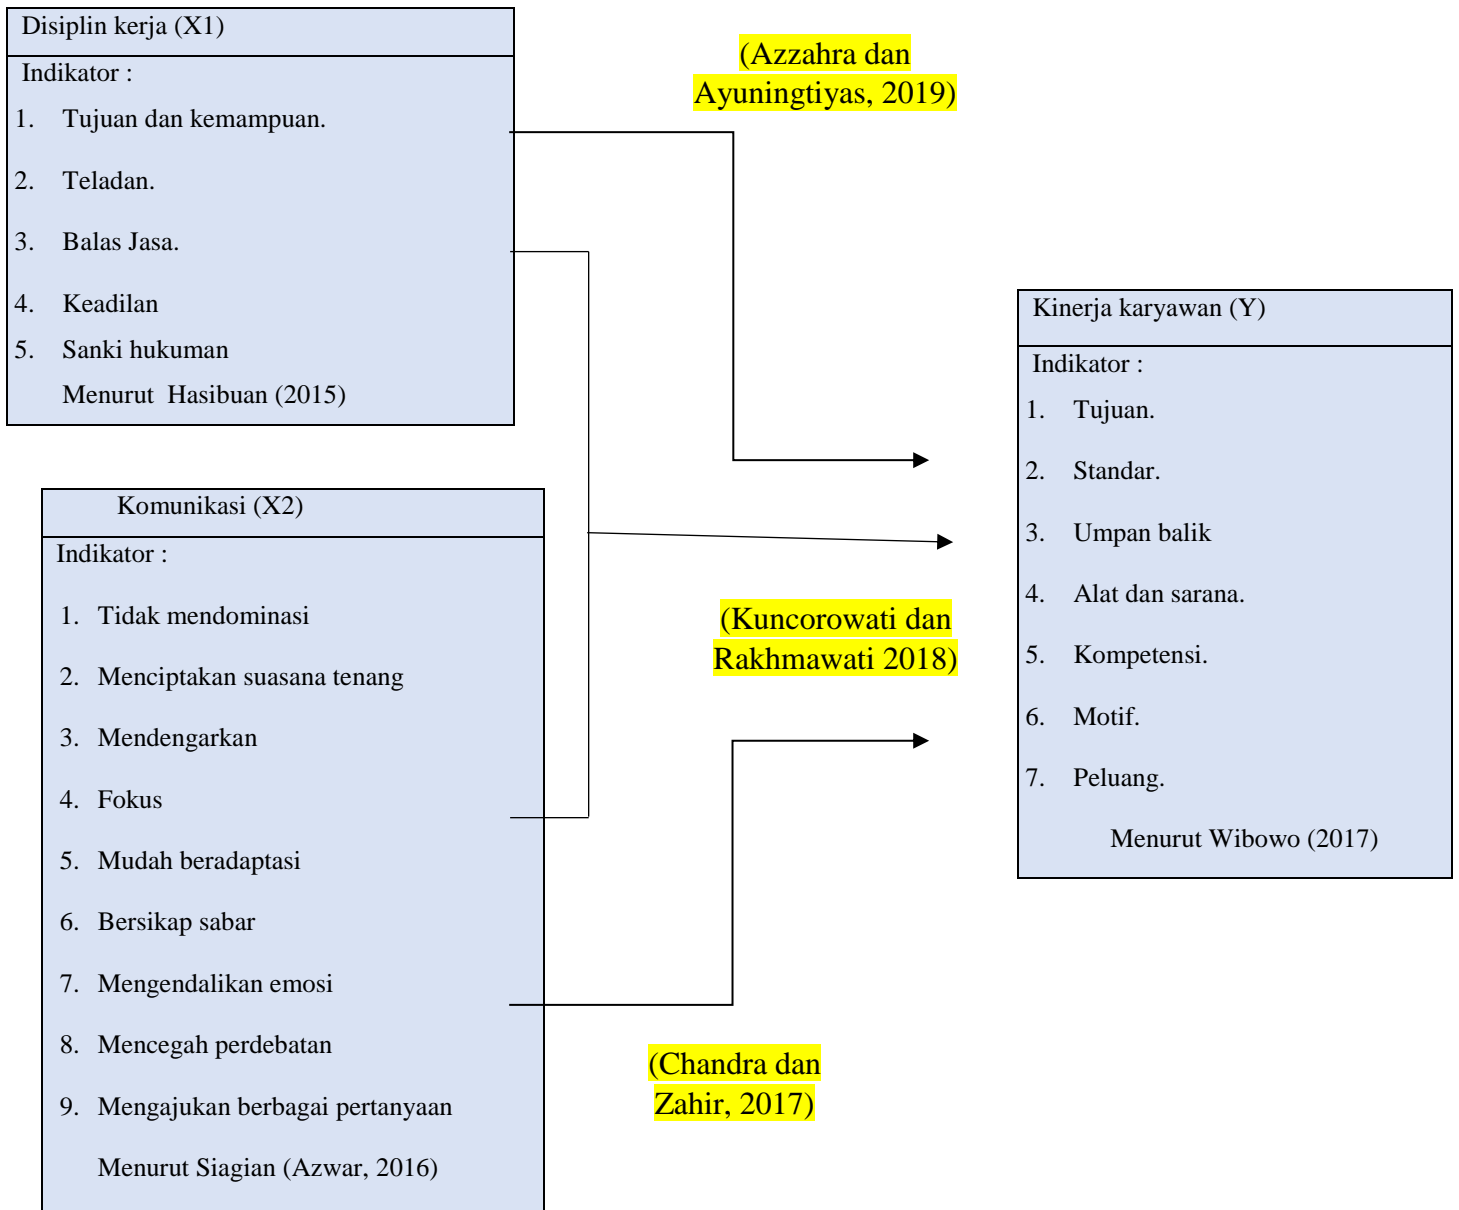 Disiplin kerja (X1)
Indikator :
1. Tujuan dan kemampuan.
2. Teladan.
3. Balas Jasa.
4. Keadilan
5. Sanki hukuman
Menurut Hasibuan (2015)
(Azzahra dan
Ayuningtiyas, 2019)
Komunikasi (X2)
Indikator :
1. Tidak mendominasi
2. Menciptakan suasana tenang
3. Mendengarkan
4. Fokus
5. Mudah beradaptasi
6. Bersikap sabar
7. Mengendalikan emosi
8. Mencegah perdebatan
9. Mengajukan berbagai pertanyaan
Menurut Siagian (Azwar, 2016)
(Kuncorowati dan
Rakhmawati 2018)
(Chandra dan
Zahir, 2017)
Kinerja karyawan (Y)
Indikator :
1. Tujuan.
2. Standar.
3. Umpan balik
4. Alat dan sarana.
5. Kompetensi.
6. Motif.
7. Peluang.
Menurut Wibowo (2017)